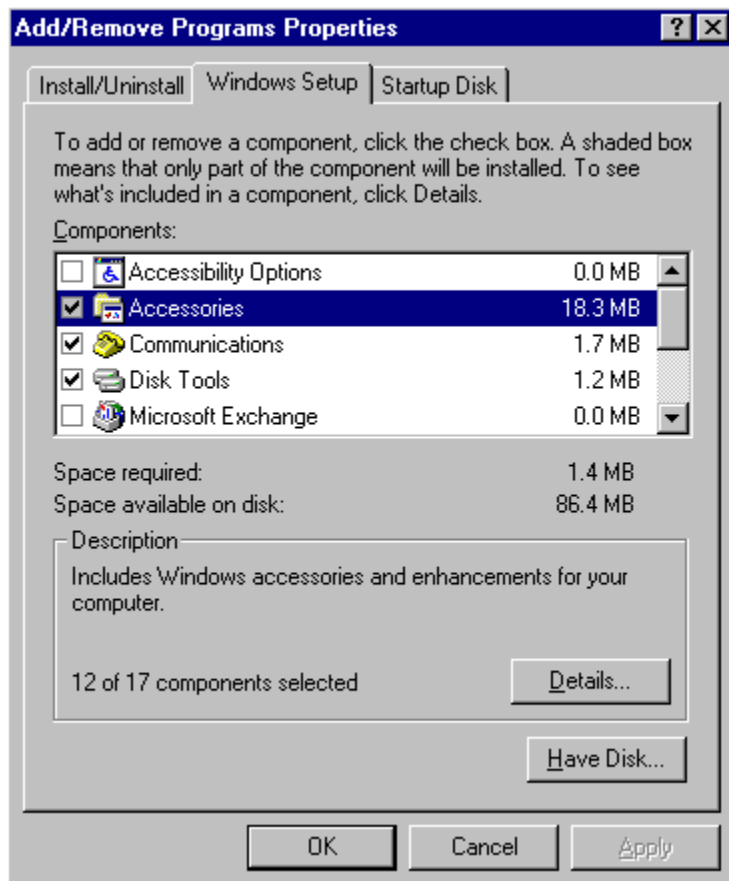 Add/Remove Programs Properties
Install/Uninstall Windows Setup Startup Disk
To add or remove a component, click the check box. A shaded box
means that only part of the component will be installed. To see
what's included in a component, click Details.
Components:
Accessibility Options 0.0 MB
Accessories 18.3 MB
Communications 1.7 MB
Disk Tools 1.2 MB
Microsoft Exchange 0.0 MB
Space required: 1.4 MB
Space available on disk: 86.4 MB
Description
Includes Windows accessories and enhancements for your
computer.
12 of 17 components selected Details...
Have Disk...
OK Cancel Apply